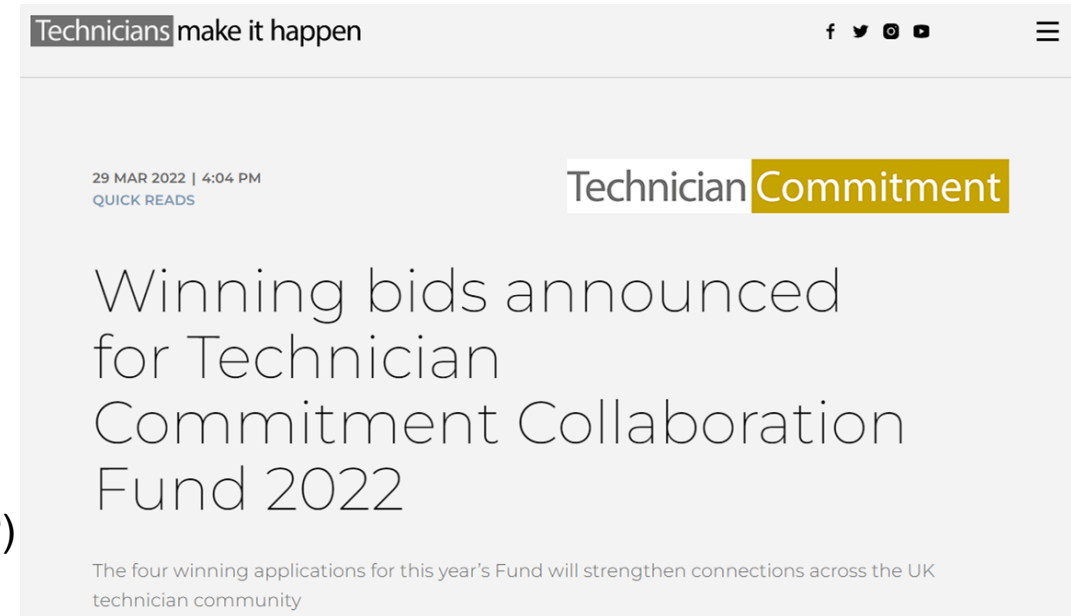 Technicians make it happen
29 MAR 2022 | 4:04 PM
QUICK READS
Technician Commitment
Winning bids announced
for Technician
Commitment Collaboration
Fund 2022
)
The four winning applications for this year's Fund will strengthen connections across the UK
technician community